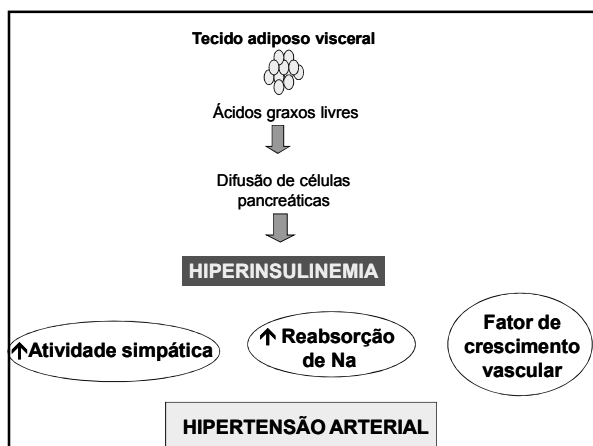 Tecido adiposo visceral
Ácidos graxos livres
Difusão de células
pancreáticas
HIPERINSULINEMIA
↑Atividade simpática
↑ Reabsorção
de Na
Fator de
crescimento
vascular
HIPERTENSÃO ARTERIAL